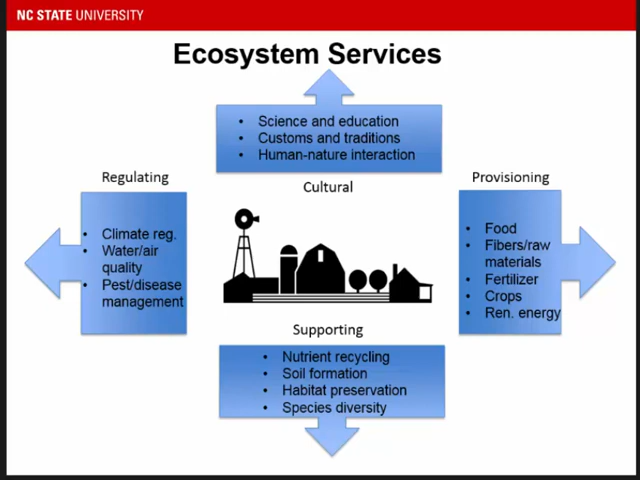 NC STATE UNIVERSITY
Ecosystem Services
• Science and education
• Customs and traditions
• Human-nature interaction
Cultural
Regulating
• Climate reg.
• Water/air
quality
• Pest/disease
management
Provisioning
• Food
• Fibers/raw
materials
• Fertilizer
• Crops
• Ren. energy
Supporting
• Nutrient recycling
• Soil formation
• Habitat preservation
• Species diversity